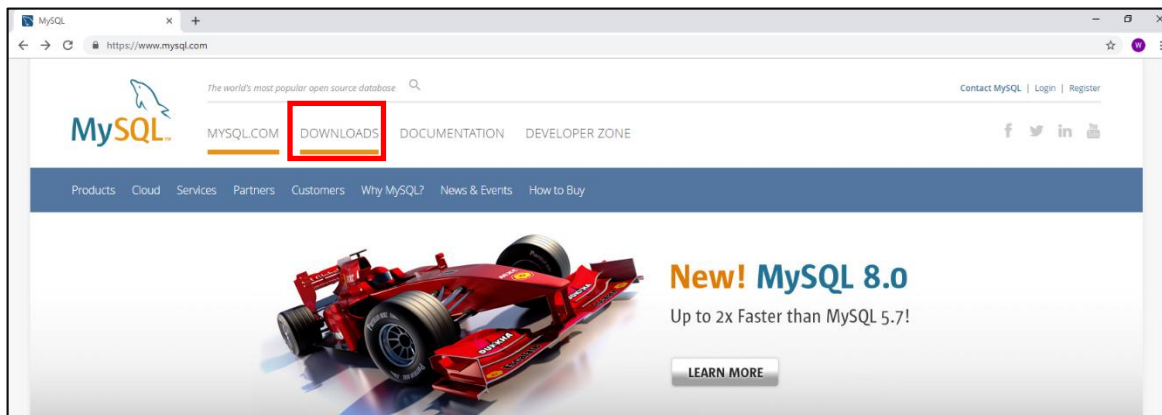 MySQL
https://www.mysql.com
W
The world's most popular open source database
Contact MySQL | Login | Register
MySQL
MYSQL.COM DOWNLOADS DOCUMENTATION DEVELOPER ZONE
Products Cloud Services Partners Customers Why MySQL? News & Events How to Buy
New! MySQL 8.0
Up to 2x Faster than MySQL 5.7!
LEARN MORE